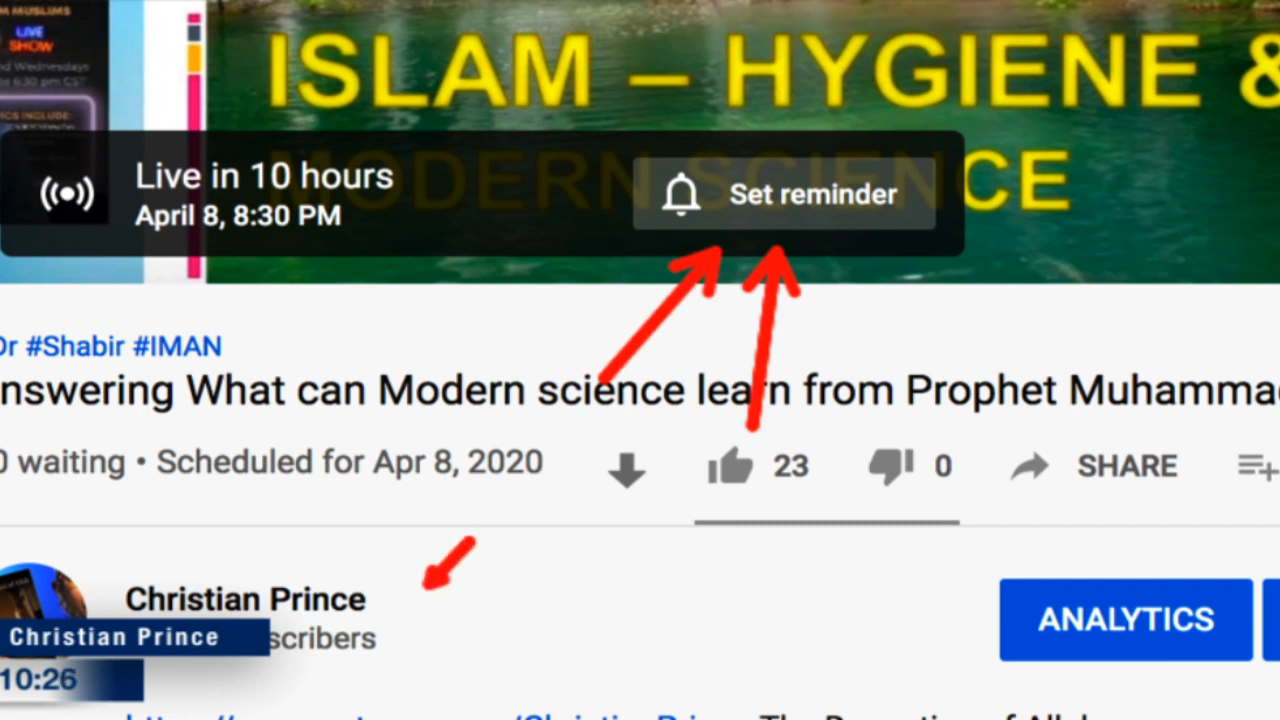 M MUSLIMS
LIVE
SHOW
nd Wednesdays
6:30 pm CST
ICS INCLUDE:
ISLAM – HYGIENE &
MODERN SCIENCE
Live in 10 hours
April 8, 8:30 PM
Set reminder
Dr #Shabir #IMAN
nswering What can Modern science learn from Prophet Muhamma
0 waiting • Scheduled for Apr 8, 2020
23
0
SHARE
Christian Prince
scribers
ANALYTICS
Christian Prince
10:26